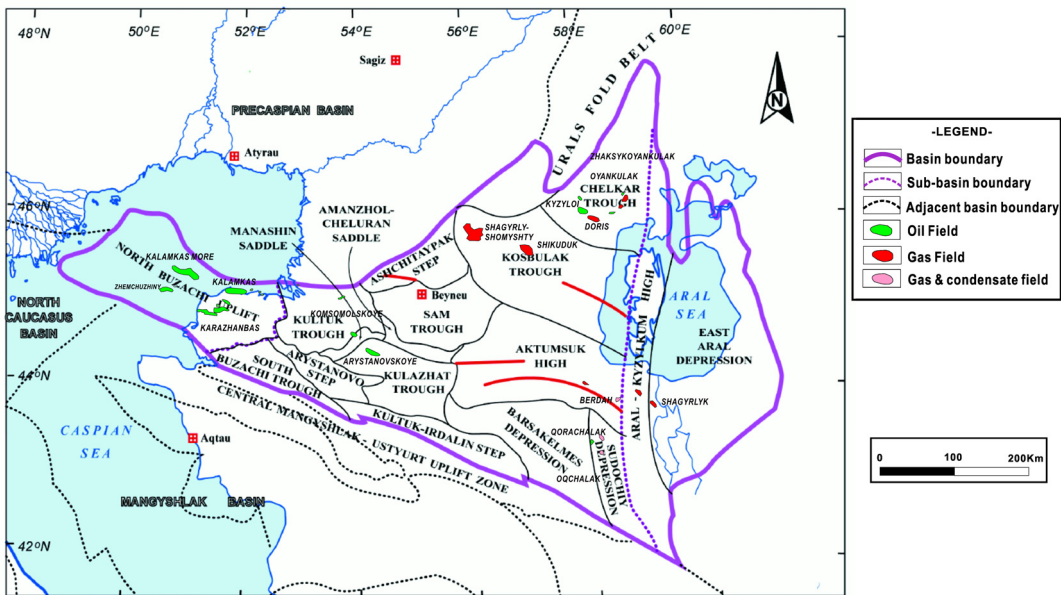 48°N 50°E 52°E 54°E 56°E 58°E 60°E
Sagiz
PRECASPIAN BASIN
Atyrau
URALS FOLD BELT
N
ZHAKSYKOYANKULAK
OYANKULAK
CHELKAR
TROUGH
KYZYLOI
DORIS
46°N
AMANZHOL-
CHELURAN
SADDLE
MANASHIN
SADDLE
SHAGYRLY-
SHOMYSHTY
SHIKUDUK
KOSBULAK
TROUGH
ASHCHITAYPAK
STEP
NORTH BUZACHI UPLIFT
KALAMKAS MORE
KALAMKAS
ZHEMCHUZHINY
KARAZHANBAS
NORTH
CAUCASUS
BASIN
Beyneu
SAM
TROUGH
KOMSOMOLSKOYE
KULTUK
TROUGH
ARYSTANOVSKOYE
KULAZHAT
TROUGH
ARYSTANOVO
STEP
SOUTH
BUZACHI TROUGH
AKTUMSUK
HIGH
ARAL - KYZYLKUM HIGH
ARAL
SEA
EAST
ARAL
DEPRESSION
44°N
BERDAH
SHAGYRLYK
CENTRAL MANGYSHLAK - USTYURT UPLIFT ZONE
KULTUK-IRDALIN STEP
BARSAKELMES
DEPRESSION
QORACHALAK
SUDOCHIY
DEPRESSION
OQCHALAK
CASPIAN
SEA
Aqtau
MANGYSHLAK BASIN
42°N
-LEGEND-
Basin boundary
Sub-basin boundary
Adjacent basin boundary
Oil Field
Gas Field
Gas & condensate field
0 100 200Km